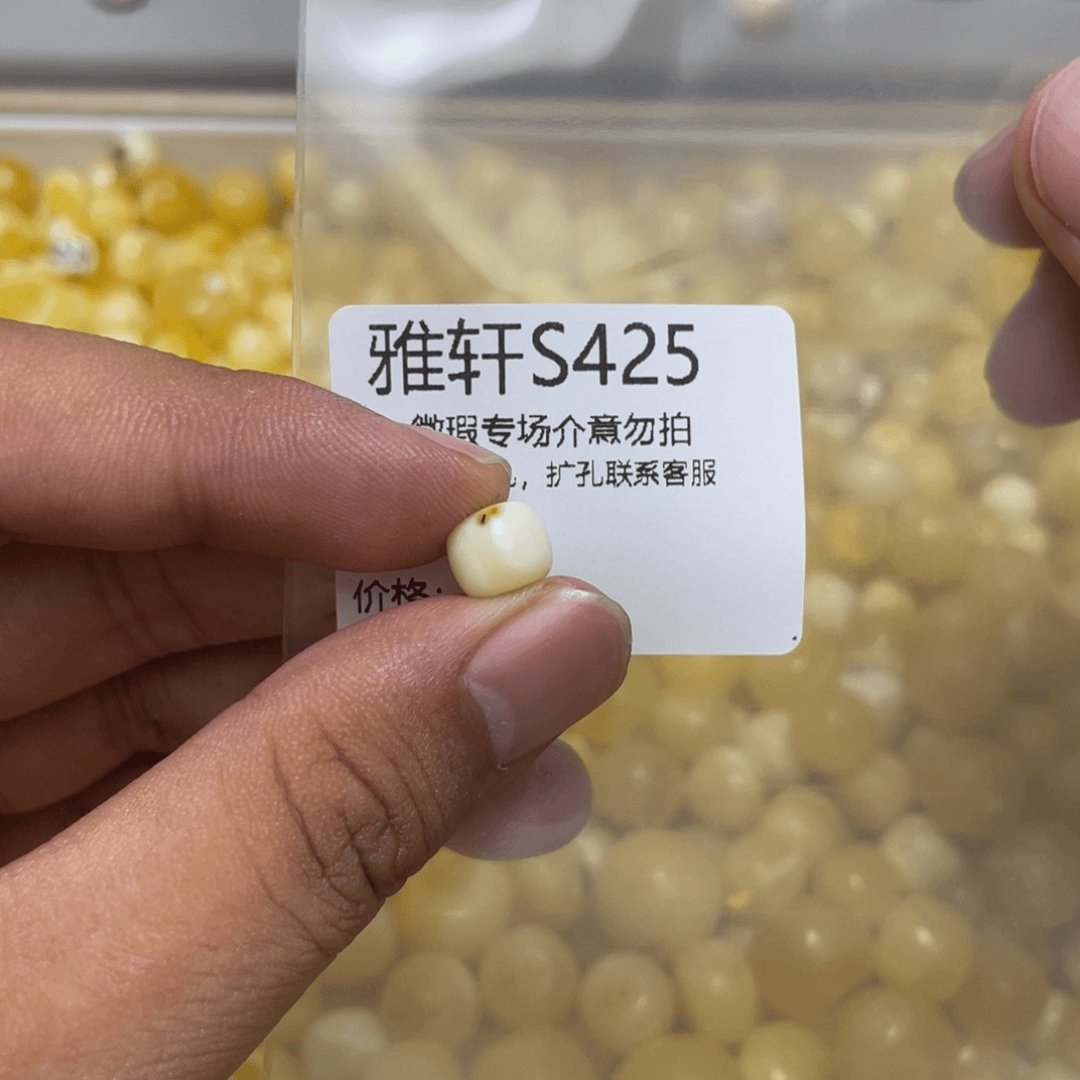 雅轩S425
微瑕专场介意勿拍
，扩孔联系客服
价格：